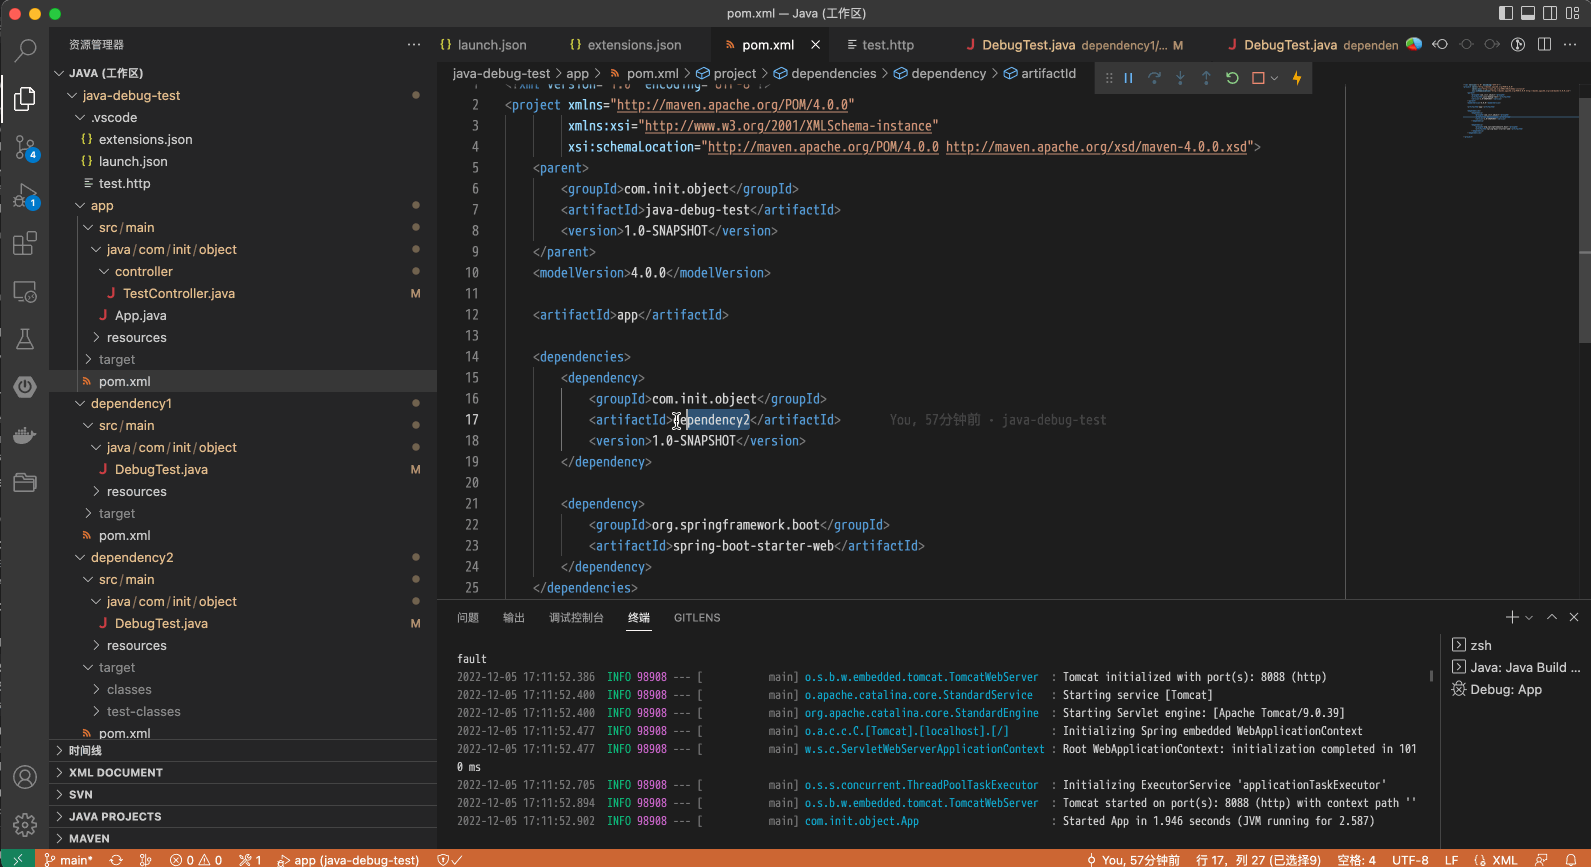 pom.xml — Java (工作区)
资源管理器
JAVA (工作区)
java-debug-test
.vscode
{} extensions.json
{} launch.json
test.http
app
src/main
java/com/init/object
controller
J TestController.java M
J App.java
resources
target
pom.xml
dependency1
src/main
java/com/init/object
J DebugTest.java M
resources
target
pom.xml
dependency2
src/main
java/com/init/object
J DebugTest.java M
resources
target
classes
test-classes
pom.xml
时间线
XML DOCUMENT
SVN
JAVA PROJECTS
MAVEN
4
1
{} launch.json {} extensions.json pom.xml test.http J DebugTest.java dependency1/... M J DebugTest.java dependen
java-debug-test > app > pom.xml > project > dependencies > dependency > artifactId
1 <?xml version="1.0" encoding="UTF-8"?>
2 <project xmlns="http://maven.apache.org/POM/4.0.0"
3 xmlns:xsi="http://www.w3.org/2001/XMLSchema-instance"
4 xsi:schemaLocation="http://maven.apache.org/POM/4.0.0 http://maven.apache.org/xsd/maven-4.0.0.xsd">
5 <parent>
6 <groupId>com.init.object</groupId>
7 <artifactId>java-debug-test</artifactId>
8 <version>1.0-SNAPSHOT</version>
9 </parent>
10 <modelVersion>4.0.0</modelVersion>
11
12 <artifactId>app</artifactId>
13
14 <dependencies>
15 <dependency>
16 <groupId>com.init.object</groupId>
17 <artifactId>dependency2</artifactId> You, 57分钟前 • java-debug-test
18 <version>1.0-SNAPSHOT</version>
19 </dependency>
20
21 <dependency>
22 <groupId>org.springframework.boot</groupId>
23 <artifactId>spring-boot-starter-web</artifactId>
24 </dependency>
25 </dependencies>
问题 输出 调试控制台 终端 GITLENS
fault
2022-12-05 17:11:52.386 INFO 98908 --- [ main] o.s.b.w.embedded.tomcat.TomcatWebServer : Tomcat initialized with port(s): 8088 (http)
2022-12-05 17:11:52.400 INFO 98908 --- [ main] o.apache.catalina.core.StandardService : Starting service [Tomcat]
2022-12-05 17:11:52.400 INFO 98908 --- [ main] org.apache.catalina.core.StandardEngine : Starting Servlet engine: [Apache Tomcat/9.0.39]
2022-12-05 17:11:52.477 INFO 98908 --- [ main] o.a.c.c.C.[Tomcat].[localhost].[/] : Initializing Spring embedded WebApplicationContext
2022-12-05 17:11:52.477 INFO 98908 --- [ main] w.s.c.ServletWebServerApplicationContext : Root WebApplicationContext: initialization completed in 101
0 ms
2022-12-05 17:11:52.705 INFO 98908 --- [ main] o.s.s.concurrent.ThreadPoolTaskExecutor : Initializing ExecutorService 'applicationTaskExecutor'
2022-12-05 17:11:52.894 INFO 98908 --- [ main] o.s.b.w.embedded.tomcat.TomcatWebServer : Tomcat started on port(s): 8088 (http) with context path ''
2022-12-05 17:11:52.902 INFO 98908 --- [ main] com.init.object.App : Started App in 1.946 seconds (JVM running for 2.587)
zsh
Java: Java Build ...
Debug: App
main* 0 0 1 app (java-debug-test) You, 57分钟前 行 17, 列 27 (已选择9) 空格: 4 UTF-8 LF {} XML